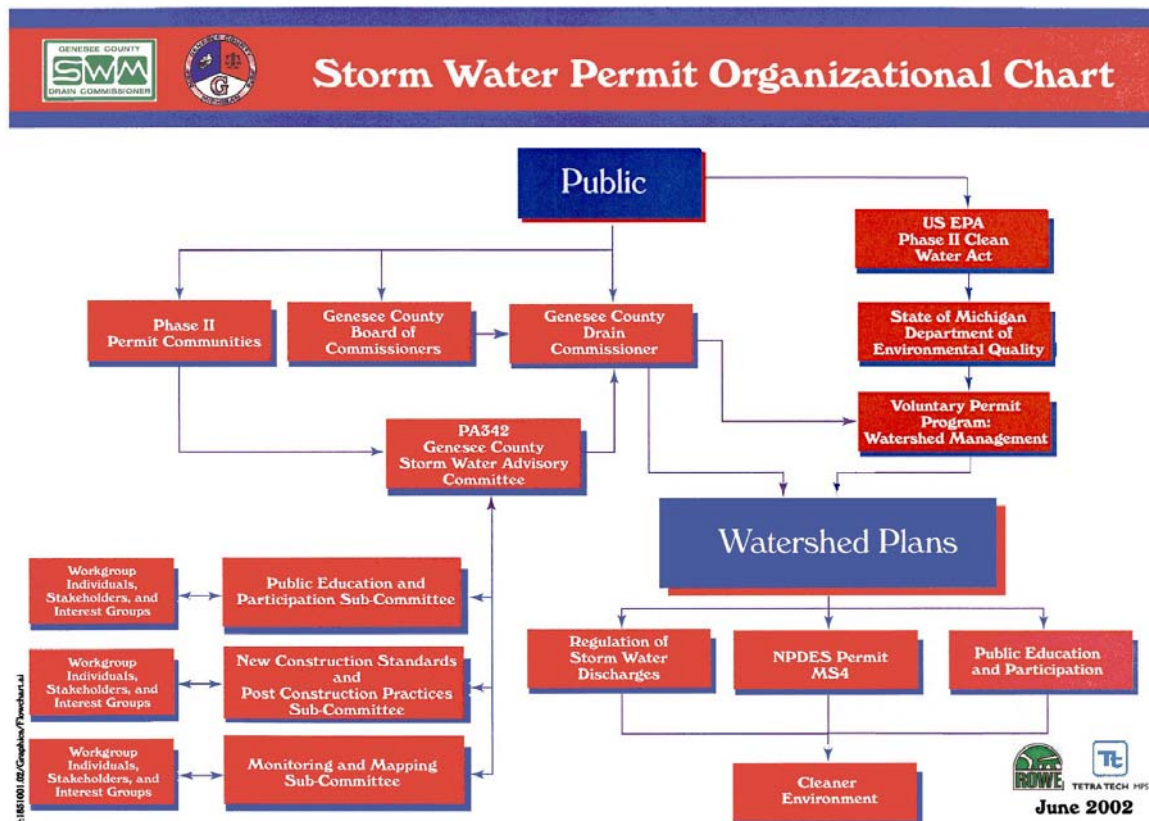 GENESEE COUNTY
SWM
DRAIN COMMISSIONER
GENESEE COUNTY
MICHIGAN
G
Storm Water Permit Organizational Chart
Public
US EPA
Phase II Clean
Water Act
Phase II
Permit Communities
Genesee County
Board of
Commissioners
Genesee County
Drain
Commissioner
State of Michigan
Department of
Environmental Quality
Voluntary Permit
Program:
Watershed Management
PA342
Genesee County
Storm Water Advisory
Committee
Watershed Plans
Workgroup
Individuals,
Stakeholders, and
Interest Groups
Public Education and
Participation Sub-Committee
Regulation of
Storm Water
Discharges
NPDES Permit
MS4
Public Education
and Participation
Workgroup
Individuals,
Stakeholders, and
Interest Groups
New Construction Standards
and
Post Construction Practices
Sub-Committee
Workgroup
Individuals,
Stakeholders, and
Interest Groups
Monitoring and Mapping
Sub-Committee
Cleaner
Environment
ROWE
Tt
TETRA TECH MPS
June 2002